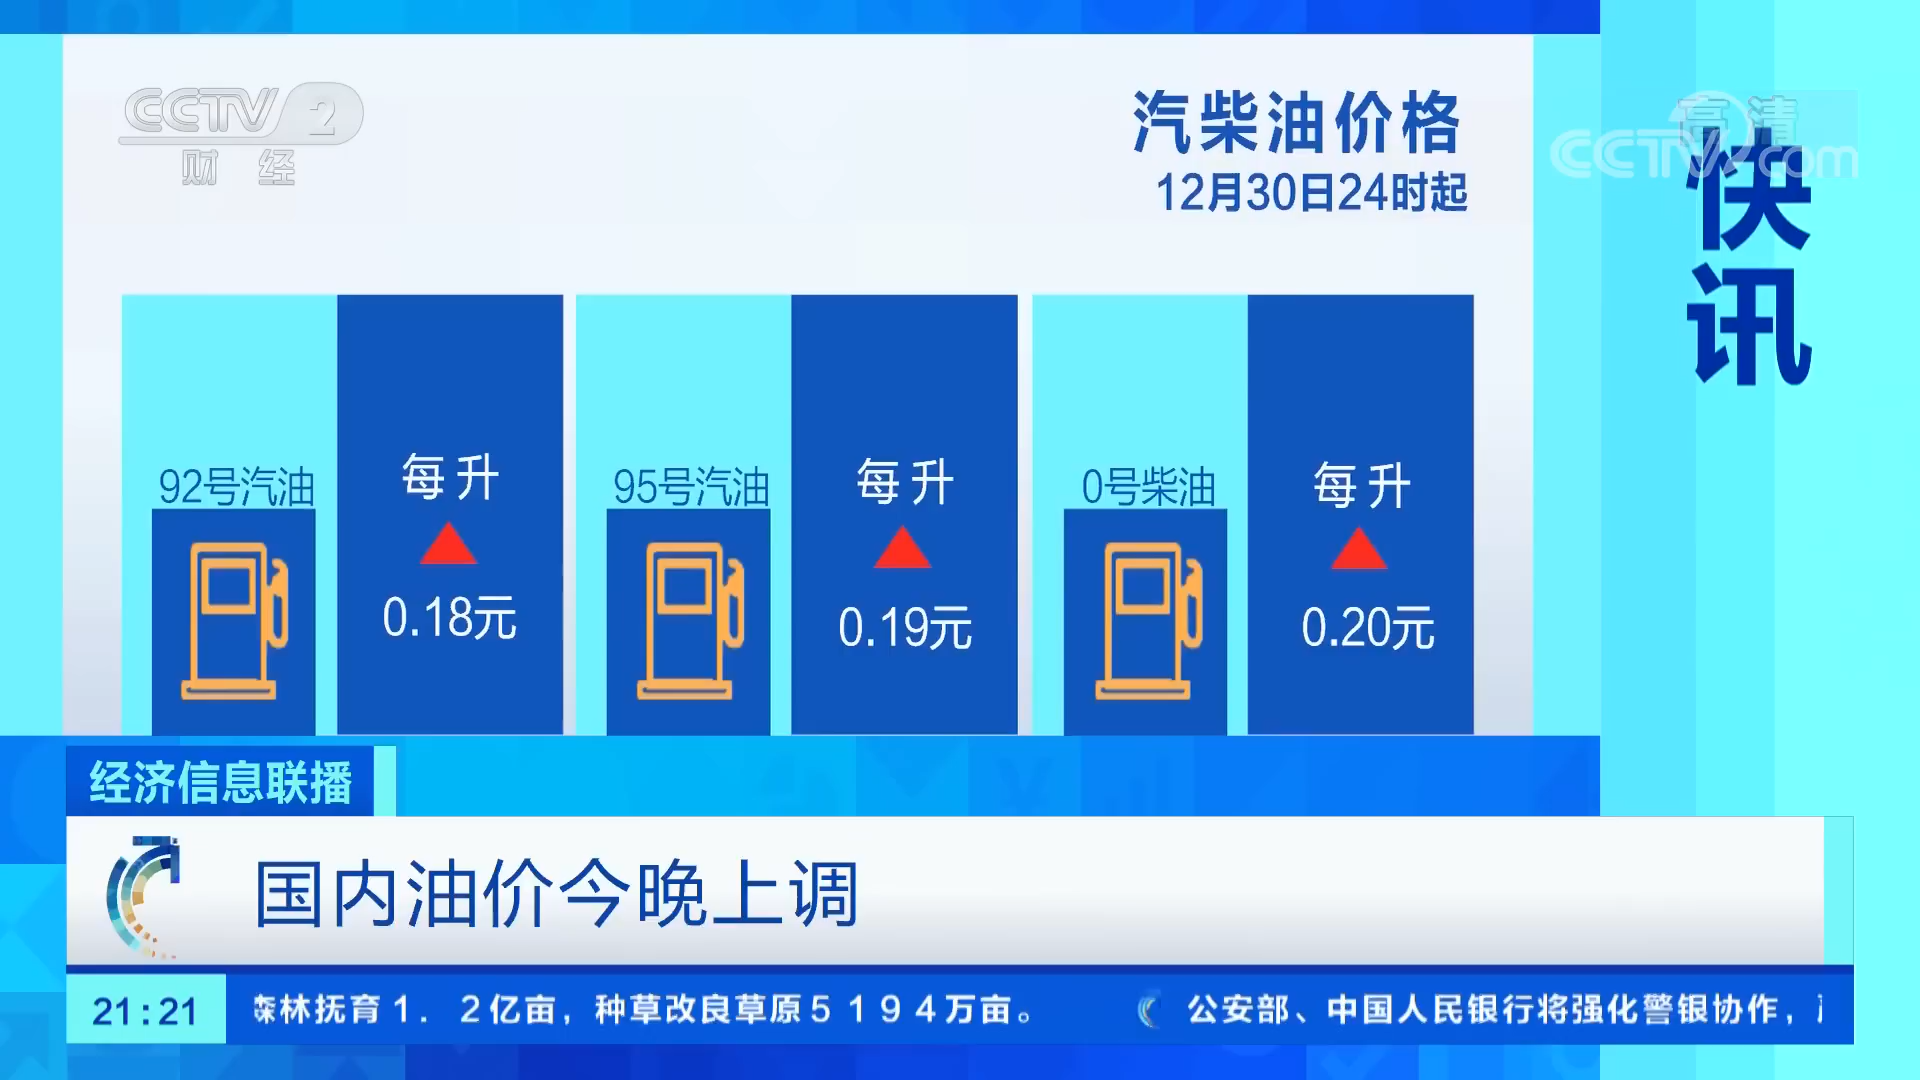 CCTV 2
财 经
汽柴油价格
12月30日24时起
高清
CCTV.com
快讯
92号汽油
每升
0.18元
95号汽油
每升
0.19元
0号柴油
每升
0.20元
经济信息联播
国内油价今晚上调
21:21
森林抚育1.2亿亩，种草改良草原5194万亩。
公安部、中国人民银行将强化警银协作，